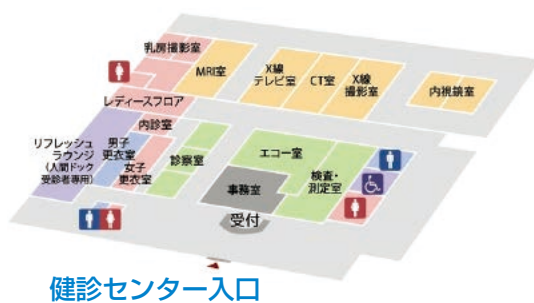 乳房撮影室
MRI室
X線
テレビ室
CT室
X線
撮影室
内視鏡室
レディースフロア
内診室
リフレッシュ
ラウンジ
(人間ドック
受診者専用)
男子
更衣室
女子
更衣室
診察室
エコー室
検査・
測定室
事務室
受付
健診センター入口